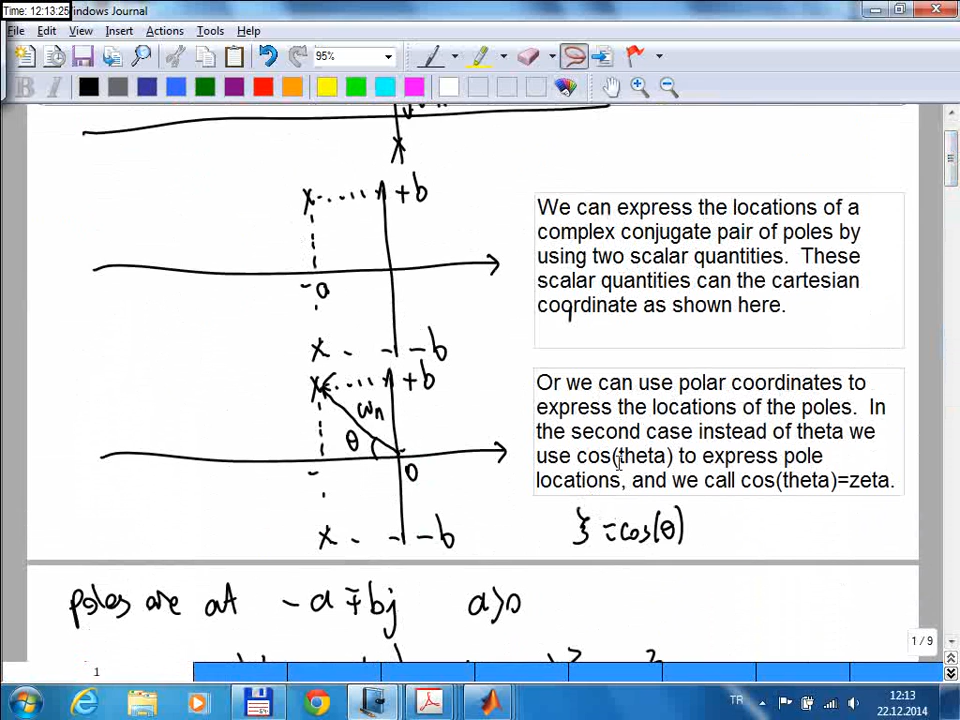 Time: 12:13:25
indows Journal
File Edit View Insert Actions Tools Help
95%
B I
x
x +b
-a
x - -b
We can express the locations of a
complex conjugate pair of poles by
using two scalar quantities. These
scalar quantities can the cartesian
coordinate as shown here.
x +b
ωn
θ
- 0
x - -b
Or we can use polar coordinates to
express the locations of the poles. In
the second case instead of theta we
use cos(theta) to express pole
locations, and we call cos(theta)=zeta.
ξ = cos(θ)
poles are at -a ∓ bj a>0
1 / 9
1
TR
12:13
22.12.2014